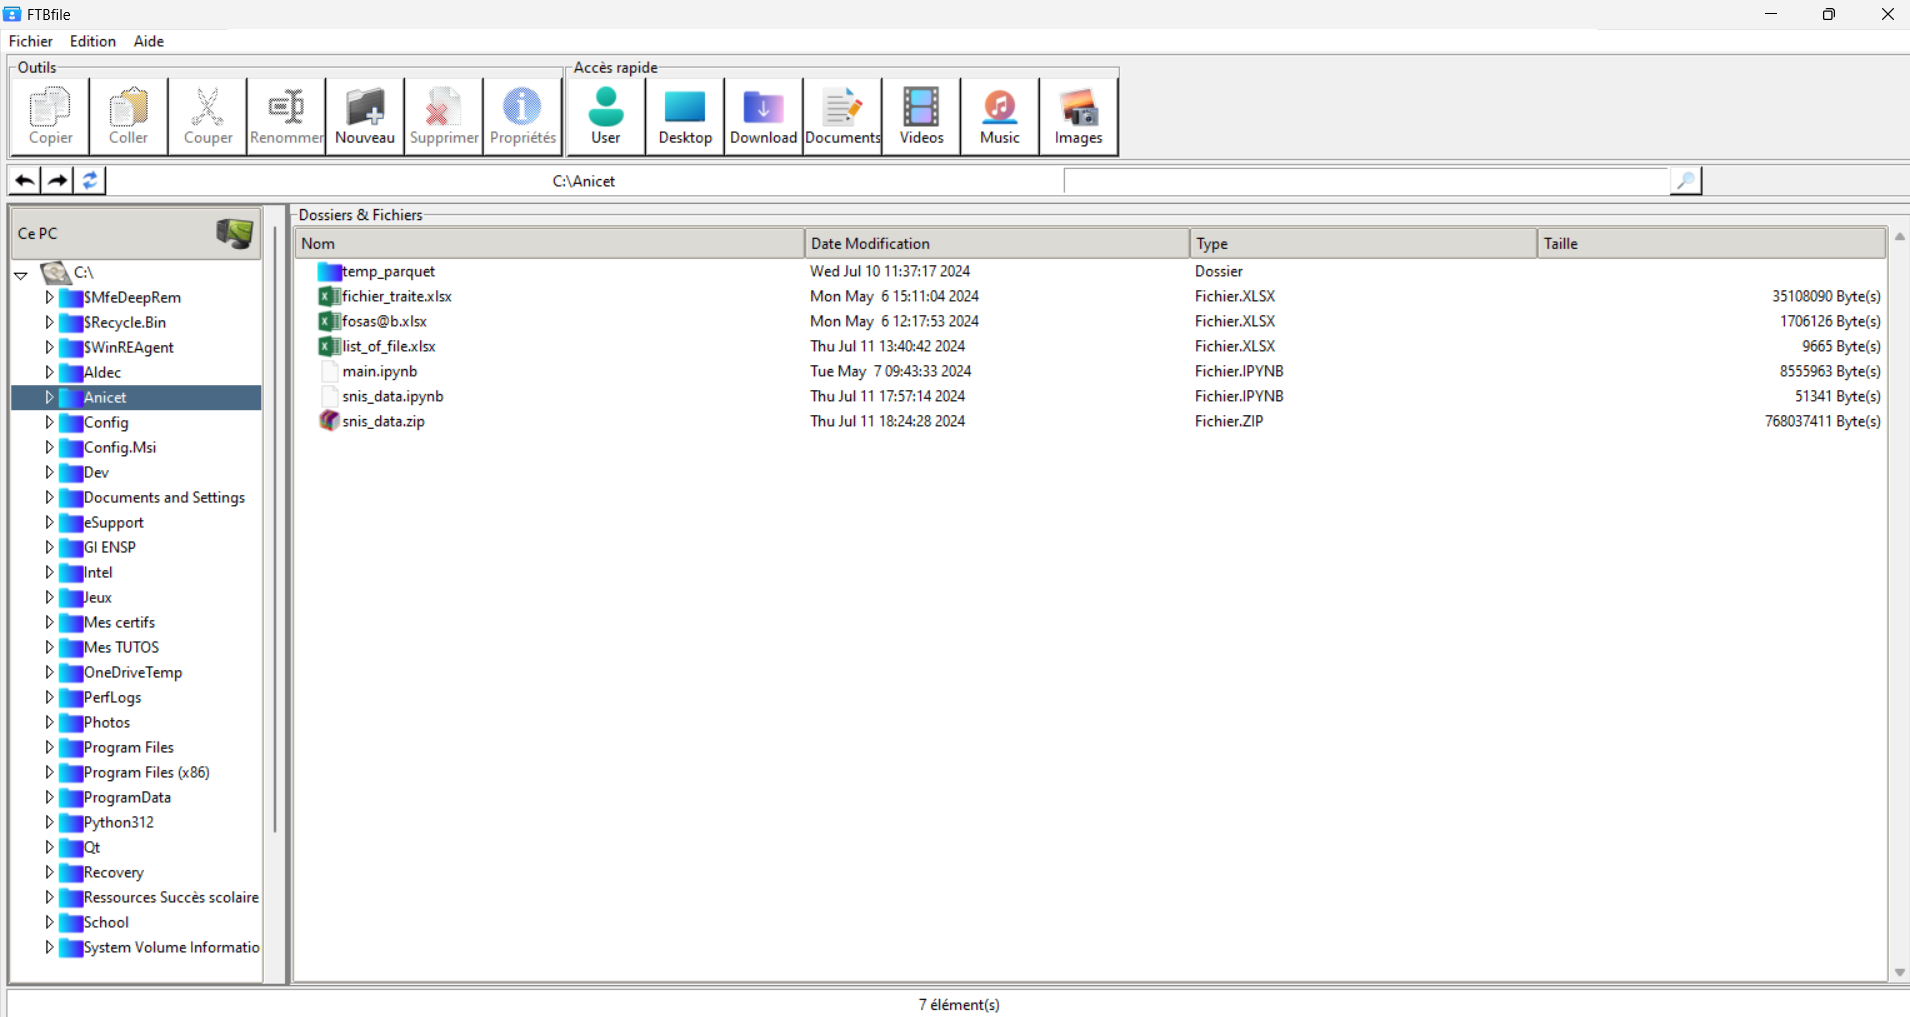 FTBfile
Fichier Edition Aide
Outils
Accès rapide
Copier Coller Couper Renommer Nouveau Supprimer Propriétés User Desktop Download Documents Videos Music Images
C:\Anicet
Ce PC
C:\
$MfeDeepRem
$Recycle.Bin
$WinREAgent
Aldec
Anicet
Config
Config.Msi
Dev
Documents and Settings
eSupport
GI ENSP
Intel
Jeux
Mes certifs
Mes TUTOS
OneDriveTemp
PerfLogs
Photos
Program Files
Program Files (x86)
ProgramData
Python312
Qt
Recovery
Ressources Succès scolaire
School
System Volume Informatio
Dossiers & Fichiers
Nom Date Modification Type Taille
temp_parquet Wed Jul 10 11:37:17 2024 Dossier
fichier_traite.xlsx Mon May 6 15:11:04 2024 Fichier.XLSX 35108090 Byte(s)
fosas@b.xlsx Mon May 6 12:17:53 2024 Fichier.XLSX 1706126 Byte(s)
list_of_file.xlsx Thu Jul 11 13:40:42 2024 Fichier.XLSX 9665 Byte(s)
main.ipynb Tue May 7 09:43:33 2024 Fichier.IPYNB 8555963 Byte(s)
snis_data.ipynb Thu Jul 11 17:57:14 2024 Fichier.IPYNB 51341 Byte(s)
snis_data.zip Thu Jul 11 18:24:28 2024 Fichier.ZIP 768037411 Byte(s)
7 élément(s)